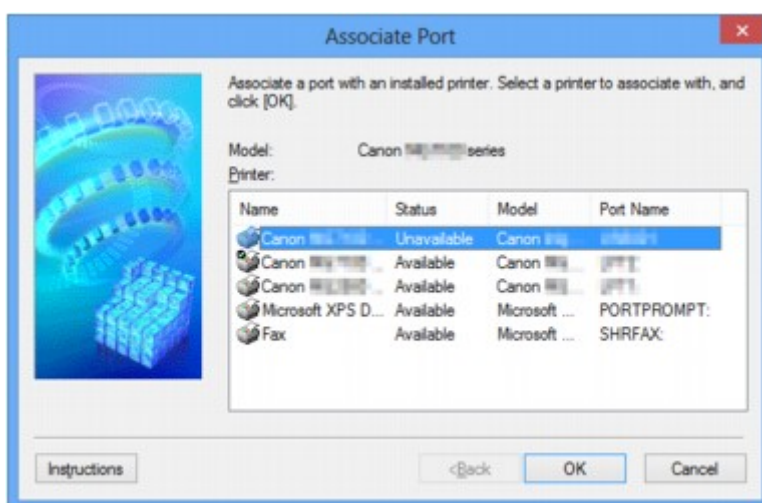 Associate Port
Associate a port with an installed printer. Select a printer to associate with, and
click [OK].
Model: Canon series
Printer:
Name Status Model Port Name
Canon ... Unavailable Canon
Canon ... Available Canon ...
Canon ... Available Canon ...
Microsoft XPS D... Available Microsoft ... PORTPROMPT:
Fax Available Microsoft ... SHRFAX:
Instructions <Back OK Cancel